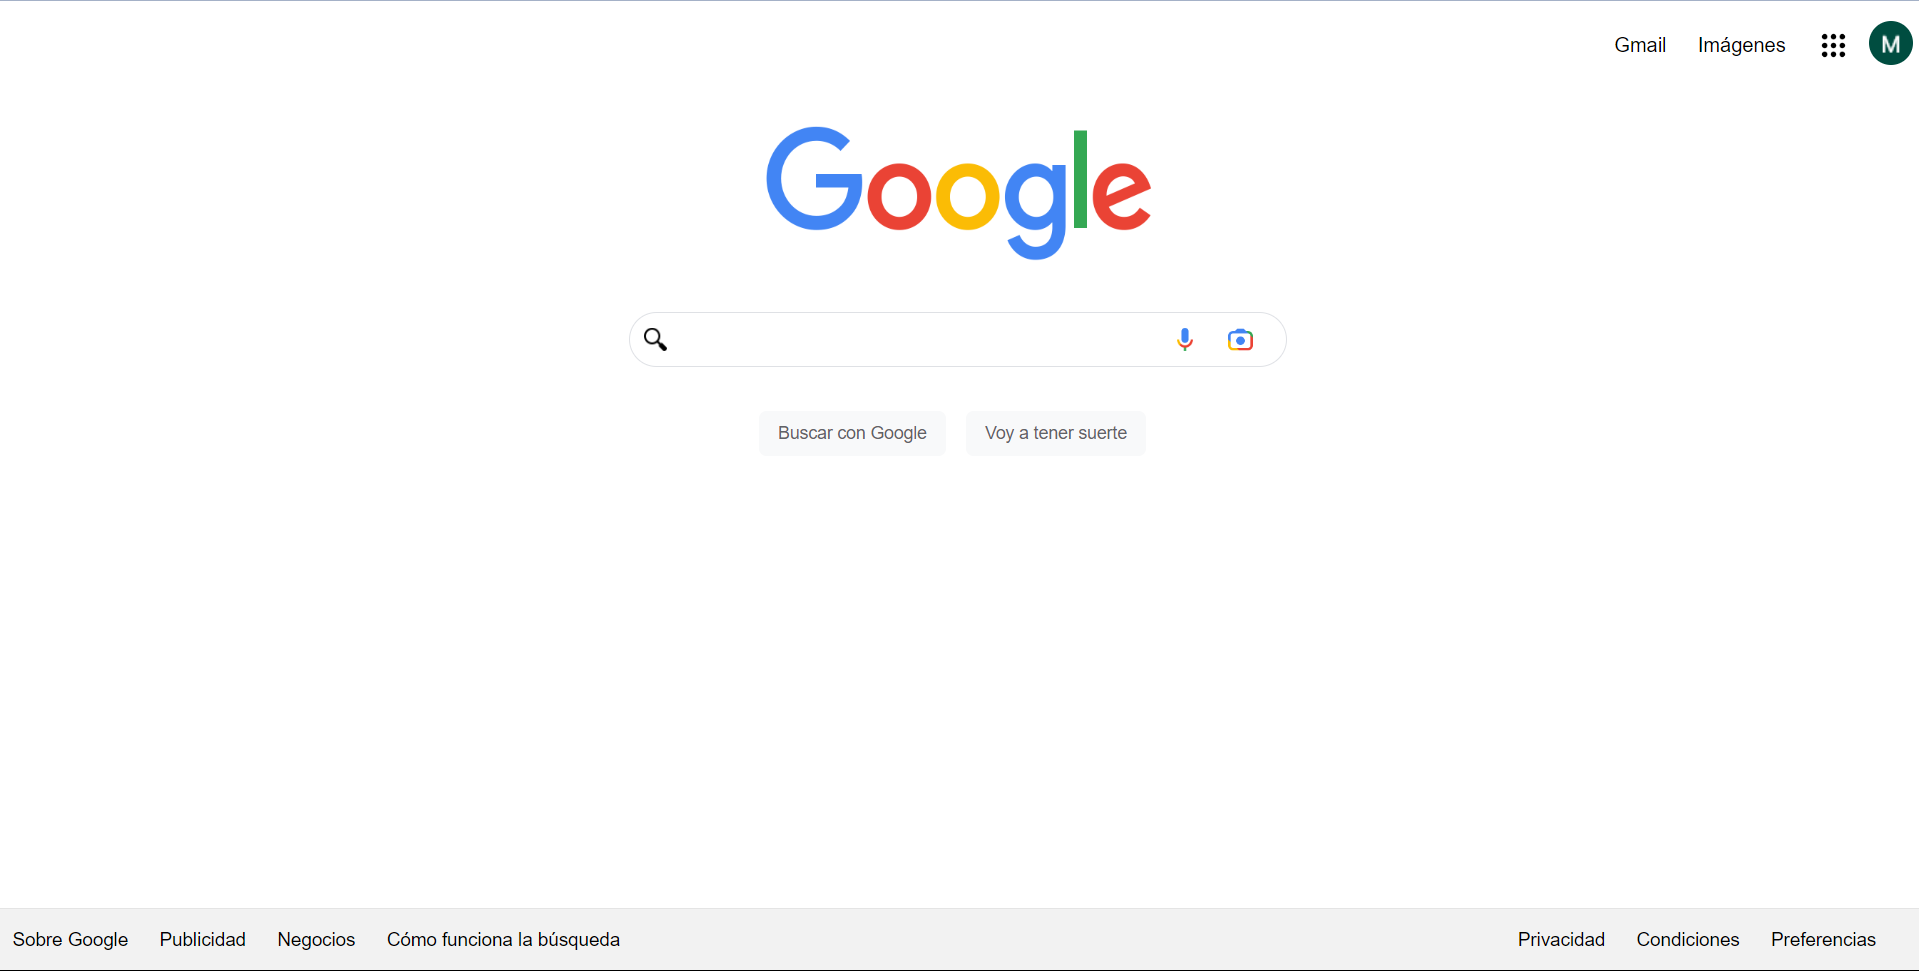 Gmail Imágenes M
Google
Buscar con Google Voy a tener suerte
Sobre Google Publicidad Negocios Cómo funciona la búsqueda Privacidad Condiciones Preferencias